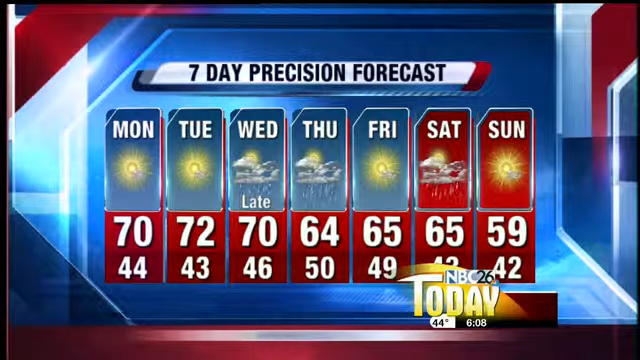 7 DAY PRECISION FORECAST
MON TUE WED THU FRI SAT SUN
Late
70 72 70 64 65 65 59
44 43 46 50 49 42
NBC26
TODAY
44° 6:08